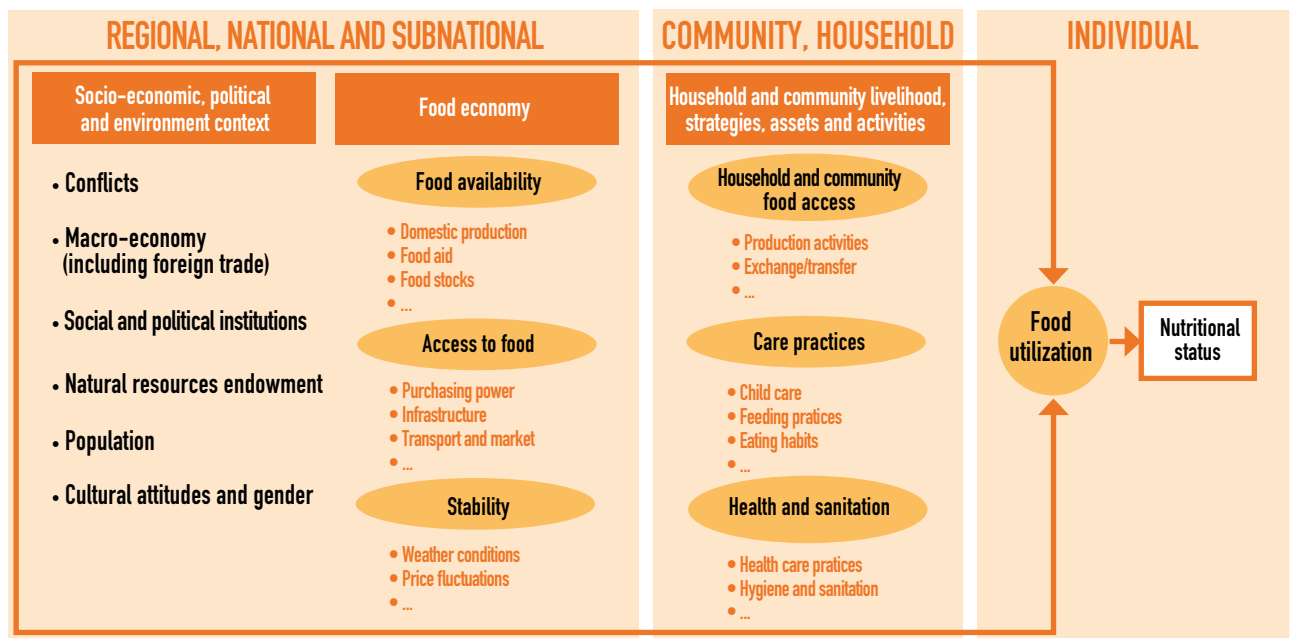 REGIONAL, NATIONAL AND SUBNATIONAL
Socio-economic, political
and environment context
• Conflicts
• Macro-economy
(including foreign trade)
• Social and political institutions
• Natural resources endowment
• Population
• Cultural attitudes and gender
Food economy
Food availability
• Domestic production
• Food aid
• Food stocks
• ...
Access to food
• Purchasing power
• Infrastructure
• Transport and market
• ...
Stability
• Weather conditions
• Price fluctuations
• ...
COMMUNITY, HOUSEHOLD
Household and community livelihood,
strategies, assets and activities
Household and community
food access
• Production activities
• Exchange/transfer
• ...
Care practices
• Child care
• Feeding pratices
• Eating habits
• ...
Health and sanitation
• Health care pratices
• Hygiene and sanitation
• ...
INDIVIDUAL
Food
utilization
Nutritional
status